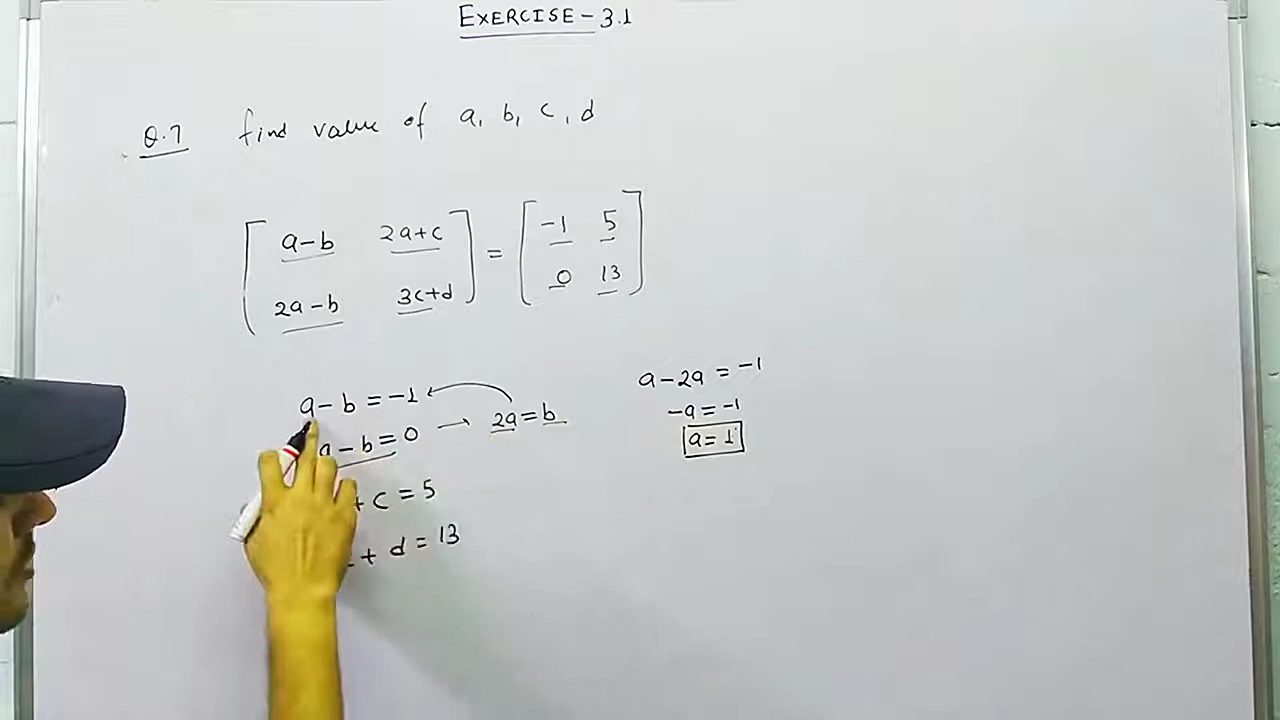 EXERCISE-3.1
Q.7 find value of a, b, c, d
[ a-b 2a+c ] = [ -1 5 ]
[ 2a-b 3c+d ] [ 0 13 ]
a-b=-1
a-b=0 → 2a=b
+c=5
+d=13
a-2a=-1
-a=-1
a=1